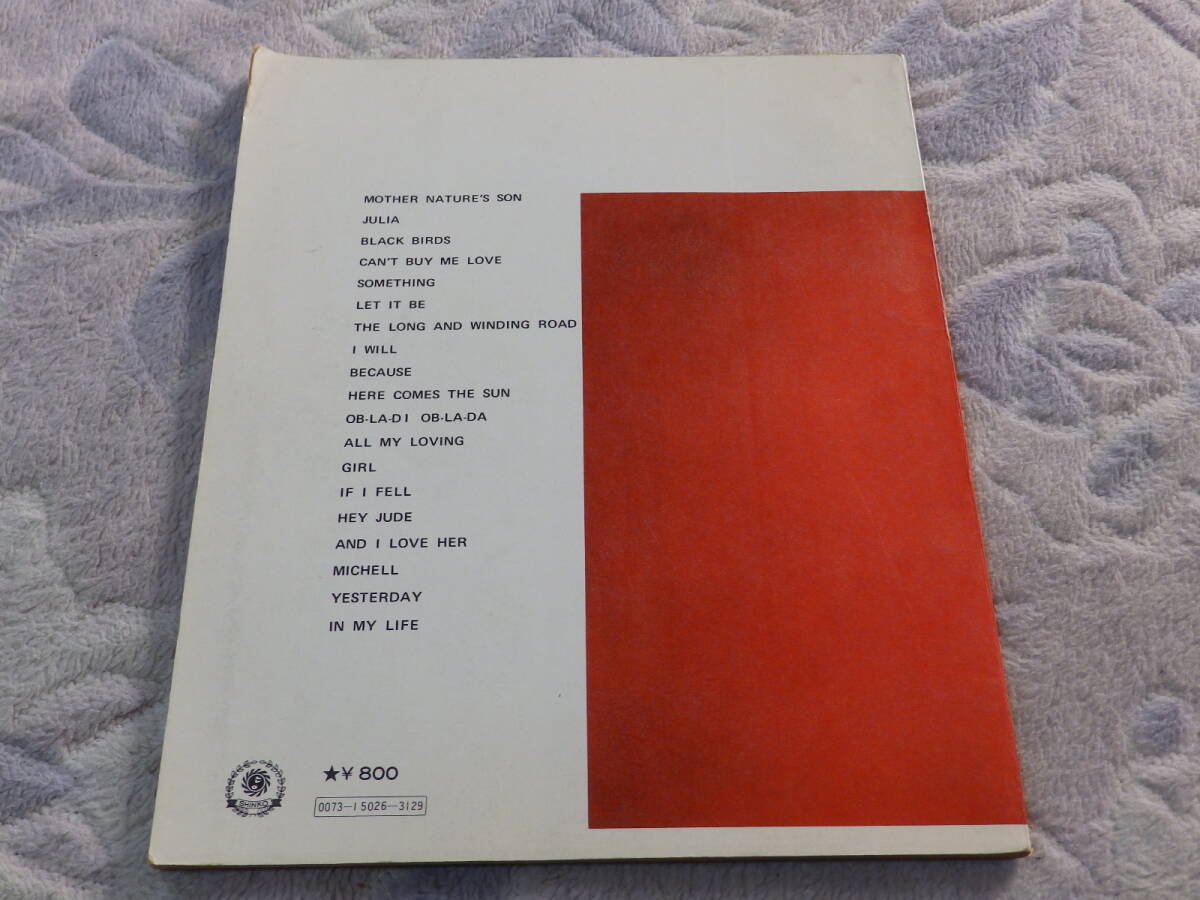 MOTHER NATURE'S SON
JULIA
BLACK BIRDS
CAN'T BUY ME LOVE
SOMETHING
LET IT BE
THE LONG AND WINDING ROAD
I WILL
BECAUSE
HERE COMES THE SUN
OB-LA-DI OB-LA-DA
ALL MY LOVING
GIRL
IF I FELL
HEY JUDE
AND I LOVE HER
MICHELL
YESTERDAY
IN MY LIFE
★¥ 800
SHINKO
0073-15026-3129